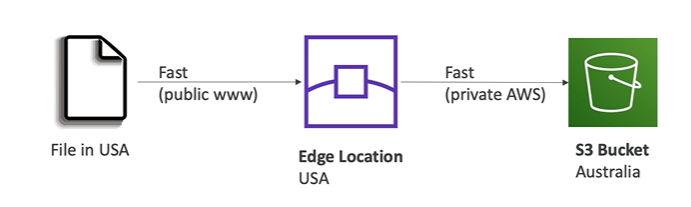 Fast
(public www)
Fast
(private AWS)
File in USA
Edge Location
USA
S3 Bucket
Australia